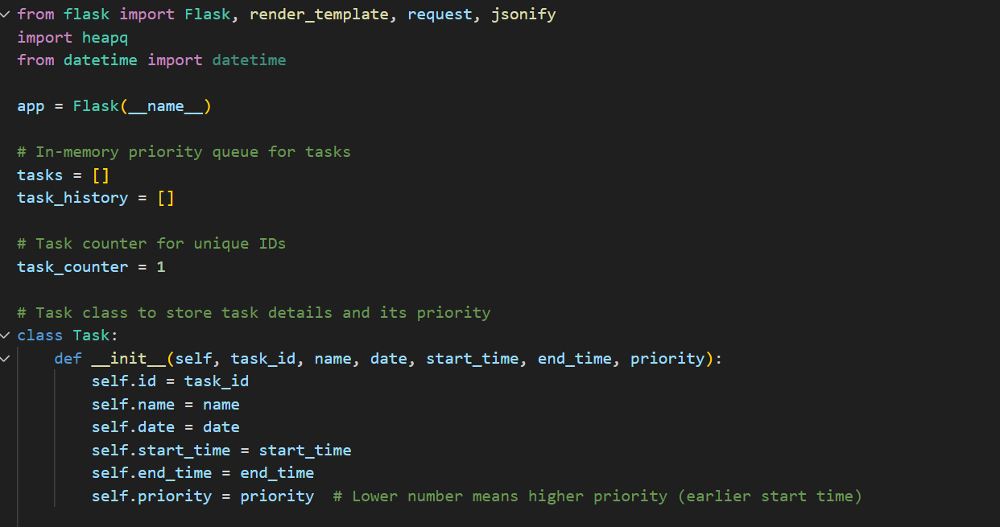 from flask import Flask, render_template, request, jsonify
import heapq
from datetime import datetime
app = Flask(__name__)
# In-memory priority queue for tasks
tasks = []
task_history = []
# Task counter for unique IDs
task_counter = 1
# Task class to store task details and its priority
class Task:
    def __init__(self, task_id, name, date, start_time, end_time, priority):
        self.id = task_id
        self.name = name
        self.date = date
        self.start_time = start_time
        self.end_time = end_time
        self.priority = priority  # Lower number means higher priority (earlier start time)